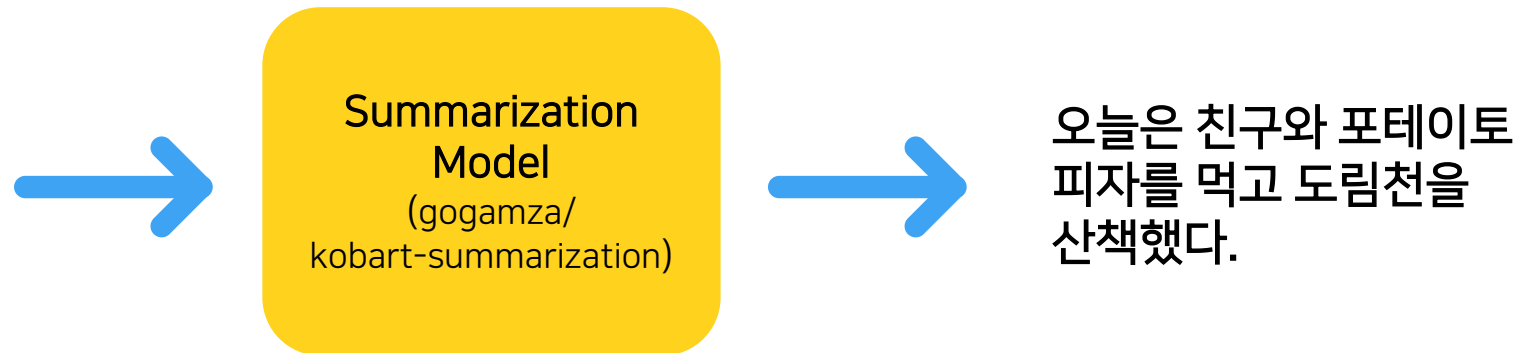 Summarization
Model
(gogamza/
kobart-summarization)
오늘은 친구와 포테이토
피자를 먹고 도림천을
산책했다.